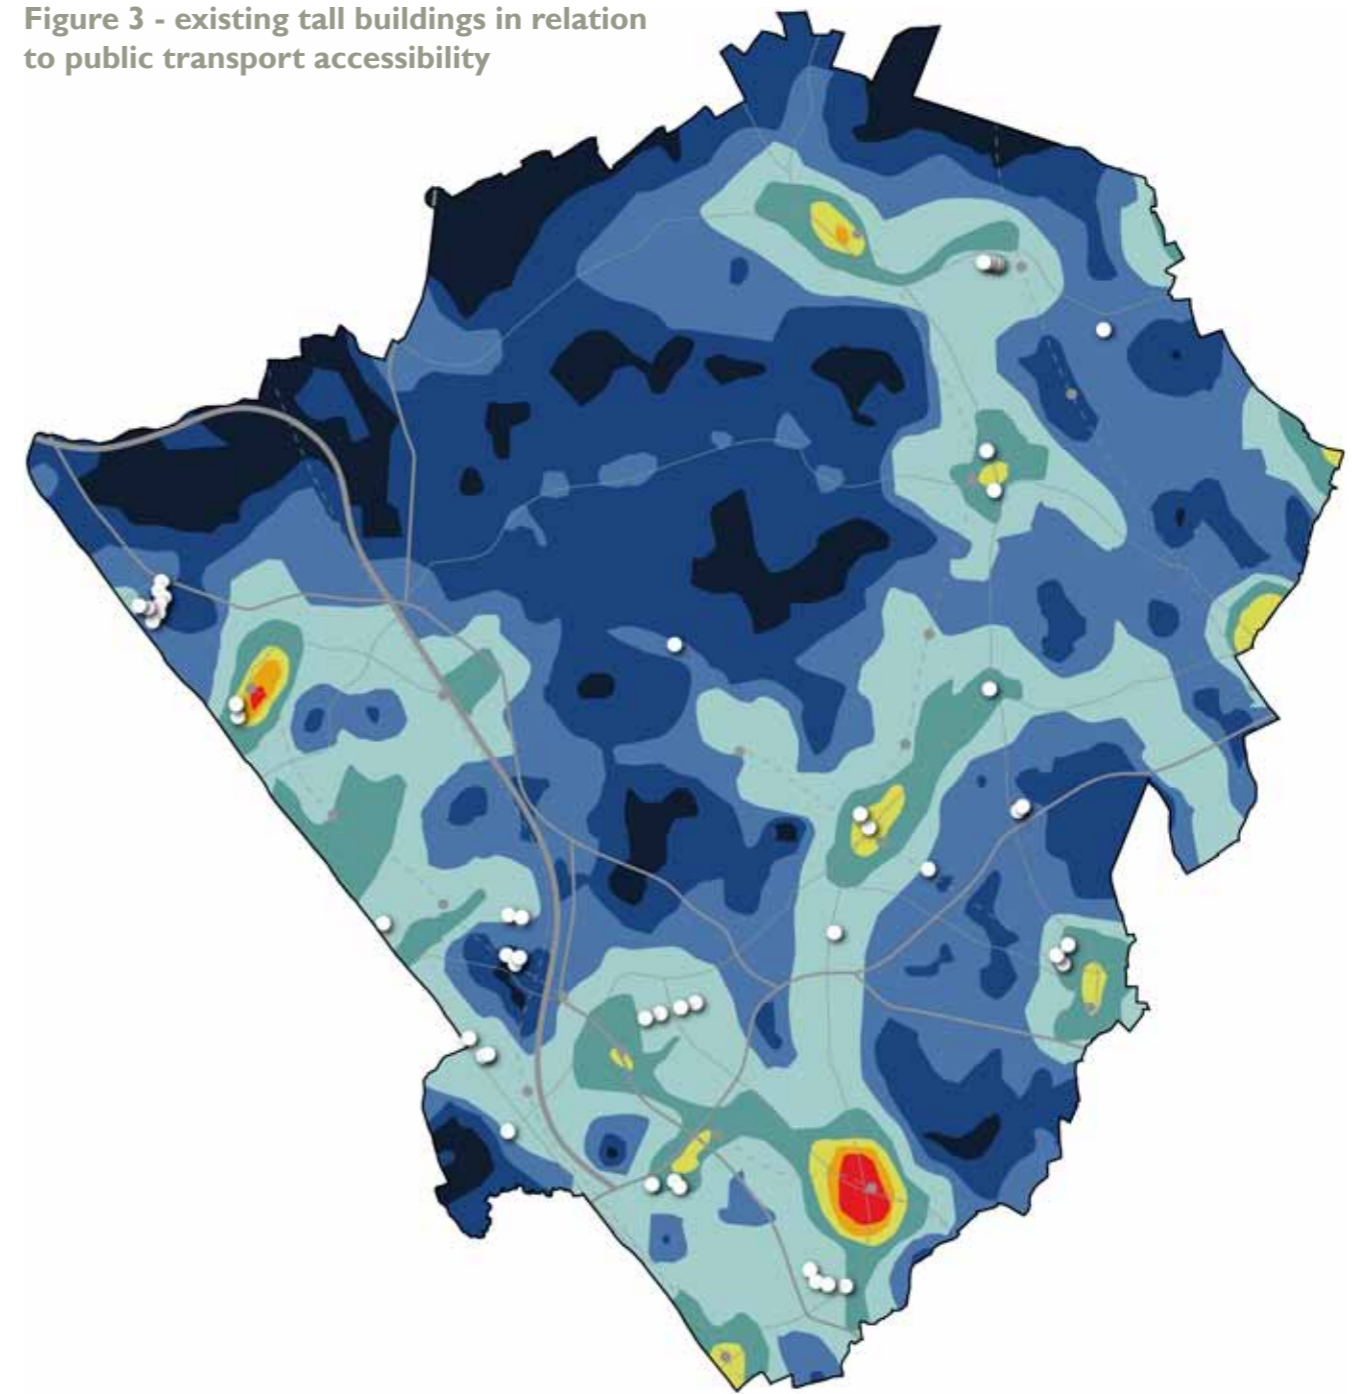 Figure 3 - existing tall buildings in relation
to public transport accessibility